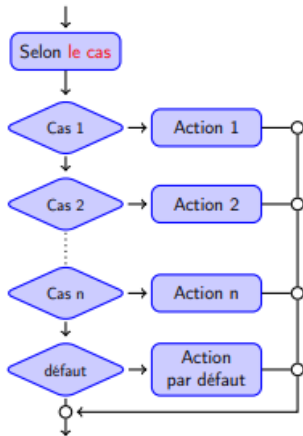 Selon le cas
Cas 1
Action 1
Cas 2
Action 2
Cas n
Action n
défaut
Action
par défaut